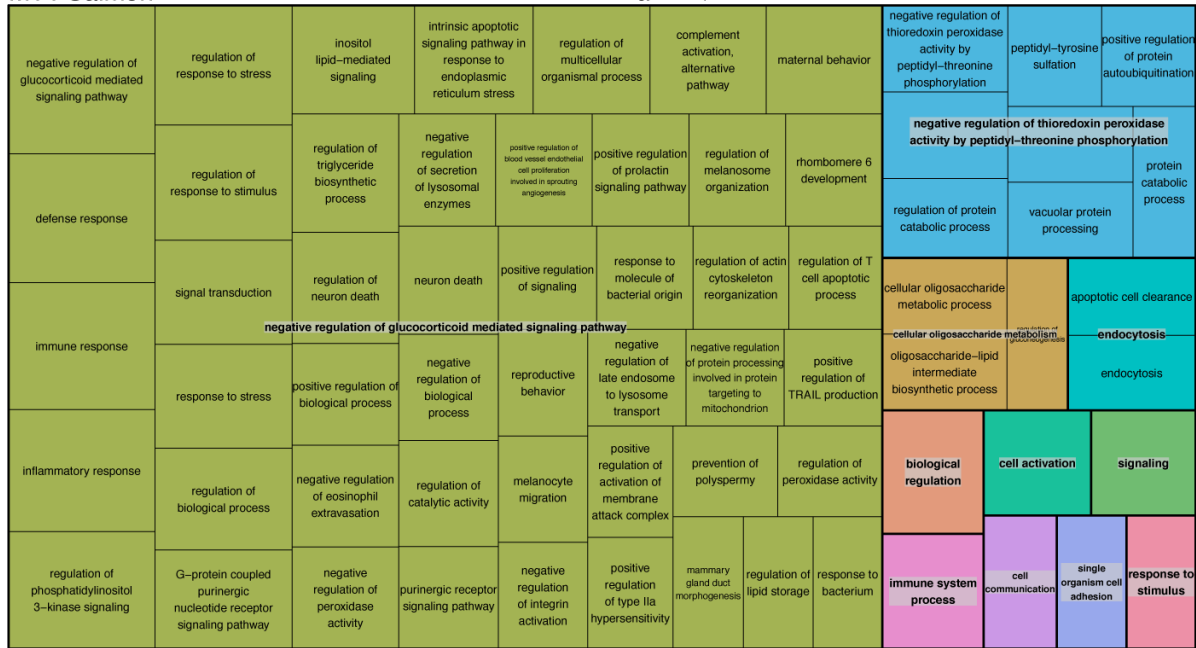 negative regulation of
glucocorticoid mediated
signaling pathway
defense response
immune response
inflammatory response
regulation of
phosphatidylinositol
3−kinase signaling
regulation of
response to stress
regulation of
response to stimulus
signal transduction
response to stress
regulation of
biological process
G−protein coupled
purinergic
nucleotide receptor
signaling pathway
inositol
lipid−mediated
signaling
intrinsic apoptotic
signaling pathway in
response to
endoplasmic
reticulum stress
regulation of
multicellular
organismal process
complement
activation,
alternative
pathway
maternal behavior
regulation of
triglyceride
biosynthetic
process
negative
regulation
of secretion
of lysosomal
enzymes
positive regulation of
blood vessel endothelial
cell proliferation
involved in sprouting
angiogenesis
positive regulation
of prolactin
signaling pathway
regulation of
melanosome
organization
rhombomere 6
development
regulation of
neuron death
neuron death
positive regulation
of signaling
response to
molecule of
bacterial origin
regulation of actin
cytoskeleton
reorganization
regulation of T
cell apoptotic
process
negative regulation of glucocorticoid mediated signaling pathway
positive regulation of
biological process
negative
regulation of
biological
process
reproductive
behavior
negative
regulation of
late endosome
to lysosome
transport
negative regulation
of protein processing
involved in protein
targeting to
mitochondrion
positive
regulation of
TRAIL production
negative regulation
of eosinophil
extravasation
regulation of
catalytic activity
melanocyte
migration
positive
regulation of
activation of
membrane
attack complex
prevention of
polyspermy
regulation of
peroxidase activity
negative
regulation of
peroxidase
activity
purinergic receptor
signaling pathway
negative
regulation
of integrin
activation
positive
regulation
of type IIa
hypersensitivity
mammary
gland duct
morphogenesis
regulation of
lipid storage
response to
bacterium
negative regulation of
thioredoxin peroxidase
activity by
peptidyl−threonine
phosphorylation
peptidyl−tyrosine
sulfation
positive regulation
of protein
autoubiquitination
negative regulation of thioredoxin peroxidase
activity by peptidyl−threonine phosphorylation
protein
catabolic
process
regulation of protein
catabolic process
vacuolar protein
processing
cellular oligosaccharide
metabolic process
regulation of
gluconeogenesis
cellular oligosaccharide metabolism
oligosaccharide−lipid
intermediate
biosynthetic process
apoptotic cell clearance
endocytosis
endocytosis
biological
regulation
cell activation
signaling
immune system
process
cell
communication
single
organism cell
adhesion
response to
stimulus